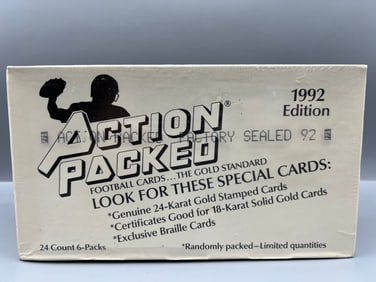 1992
Edition
ACTION PACKED FACTORY SEALED 92
ACTION®
PACKED
FOOTBALL CARDS...THE GOLD STANDARD
LOOK FOR THESE SPECIAL CARDS:
*Genuine 24-Karat Gold Stamped Cards
*Certificates Good for 18-Karat Solid Gold Cards
*Exclusive Braille Cards
24 Count 6-Packs
*Randomly packed—Limited quantities